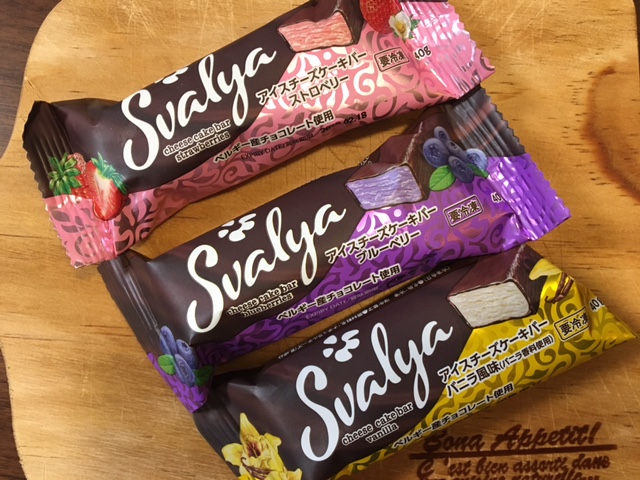 Svalya
cheese cake bar
strawberries
アイスチーズケーキバー
ストロベリー
要冷凍
40g
ベルギー産チョコレート使用
Svalya
cheese cake bar
blueberries
アイスチーズケーキバー
ブルーベリー
要冷凍
ベルギー産チョコレート使用
Svalya
cheese cake bar
vanilla
アイスチーズケーキバー
バニラ風味(バニラ香料使用)
要冷凍
ベルギー産チョコレート使用
Bona Appetit!
C'est bien assorti dans